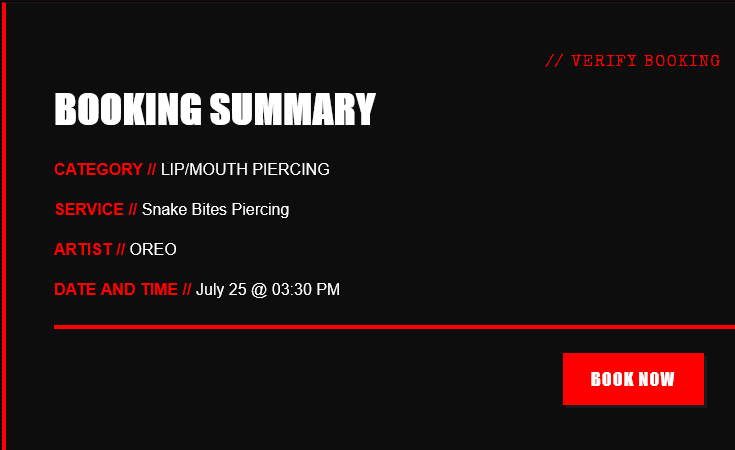 // VERIFY BOOKING
BOOKING SUMMARY
CATEGORY // LIP/MOUTH PIERCING
SERVICE // Snake Bites Piercing
ARTIST // OREO
DATE AND TIME // July 25 @ 03:30 PM
BOOK NOW